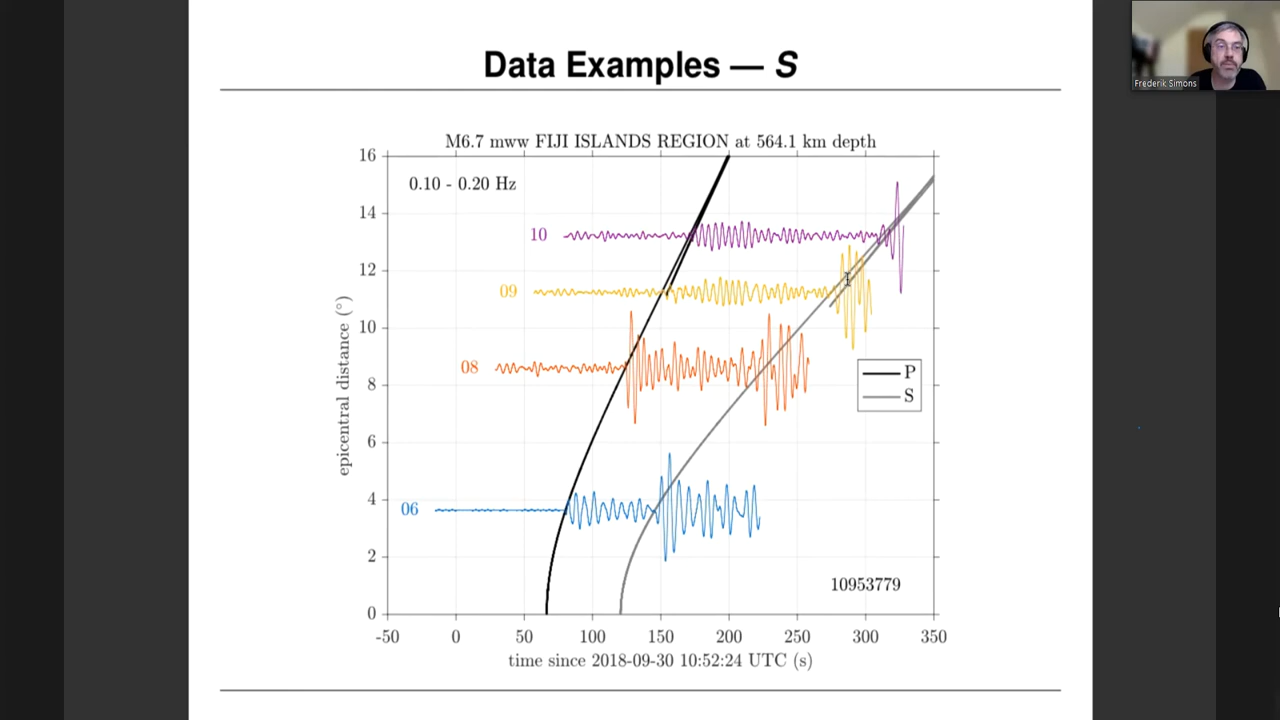 Data Examples — S
Frederik Simons
M6.7 mww FIJI ISLANDS REGION at 564.1 km depth
0.10 - 0.20 Hz
16
14
12
10
8
6
4
2
0
epicentral distance (°)
10
09
08
06
P
S
10953779
-50 0 50 100 150 200 250 300 350
time since 2018-09-30 10:52:24 UTC (s)